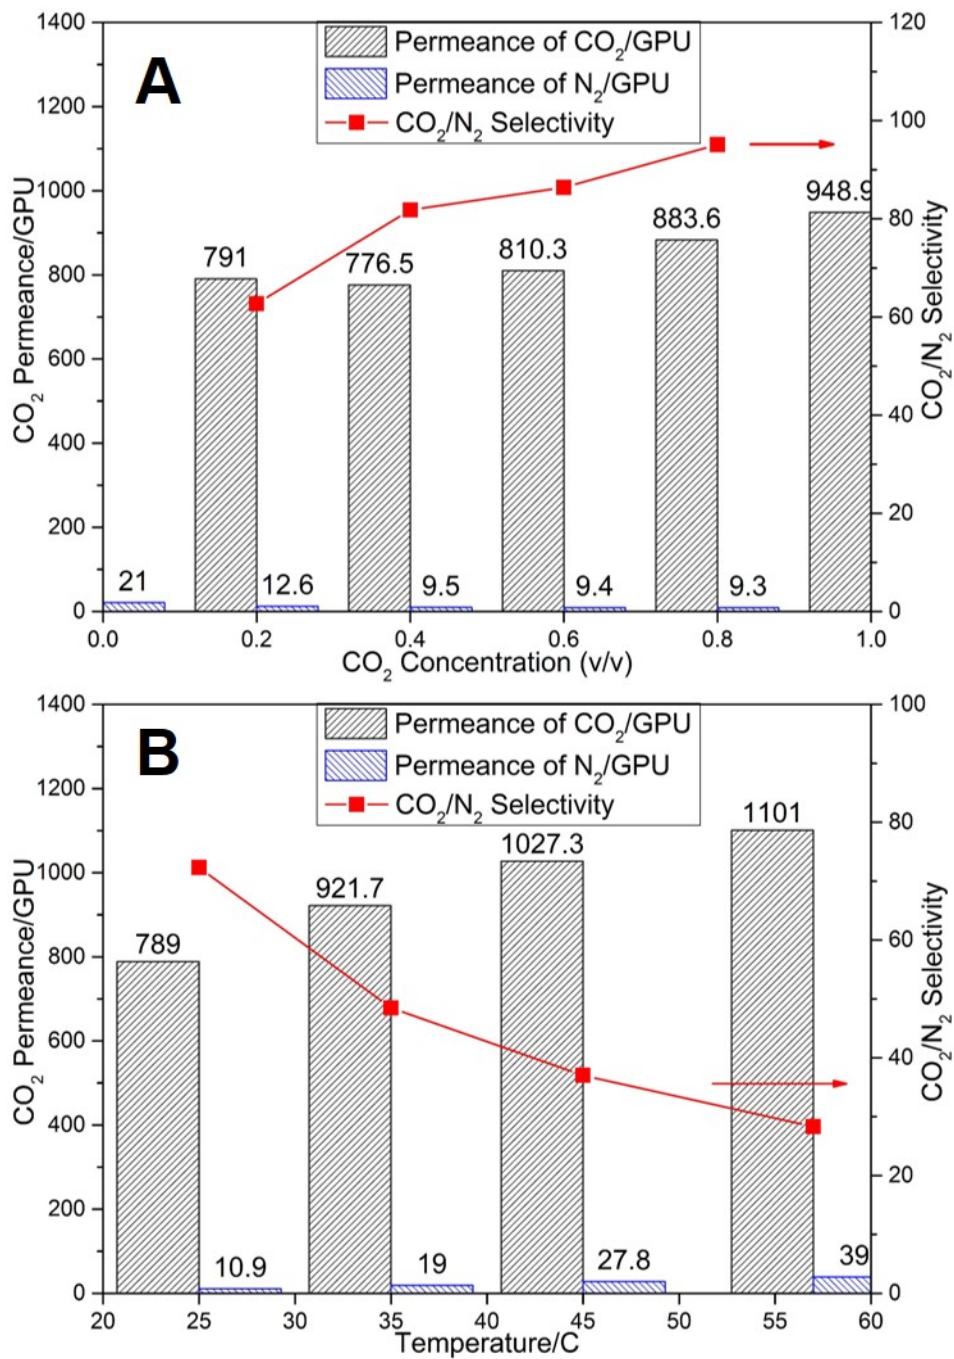 A
Permeance of CO₂/GPU
Permeance of N₂/GPU
CO₂/N₂ Selectivity
1400
1200
1000
800
600
400
200
0
CO₂ Permeance/GPU
120
100
80
60
40
20
0
CO₂/N₂ Selectivity
21
791
12.6
776.5
9.5
810.3
9.4
883.6
9.3
948.9
0.0 0.2 0.4 0.6 0.8 1.0
CO₂ Concentration (v/v)
B
Permeance of CO₂/GPU
Permeance of N₂/GPU
CO₂/N₂ Selectivity
1400
1200
1000
800
600
400
200
0
CO₂ Permeance/GPU
100
80
60
40
20
0
CO₂/N₂ Selectivity
789
10.9
921.7
19
1027.3
27.8
1101
39
20 25 30 35 40 45 50 55 60
Temperature/C